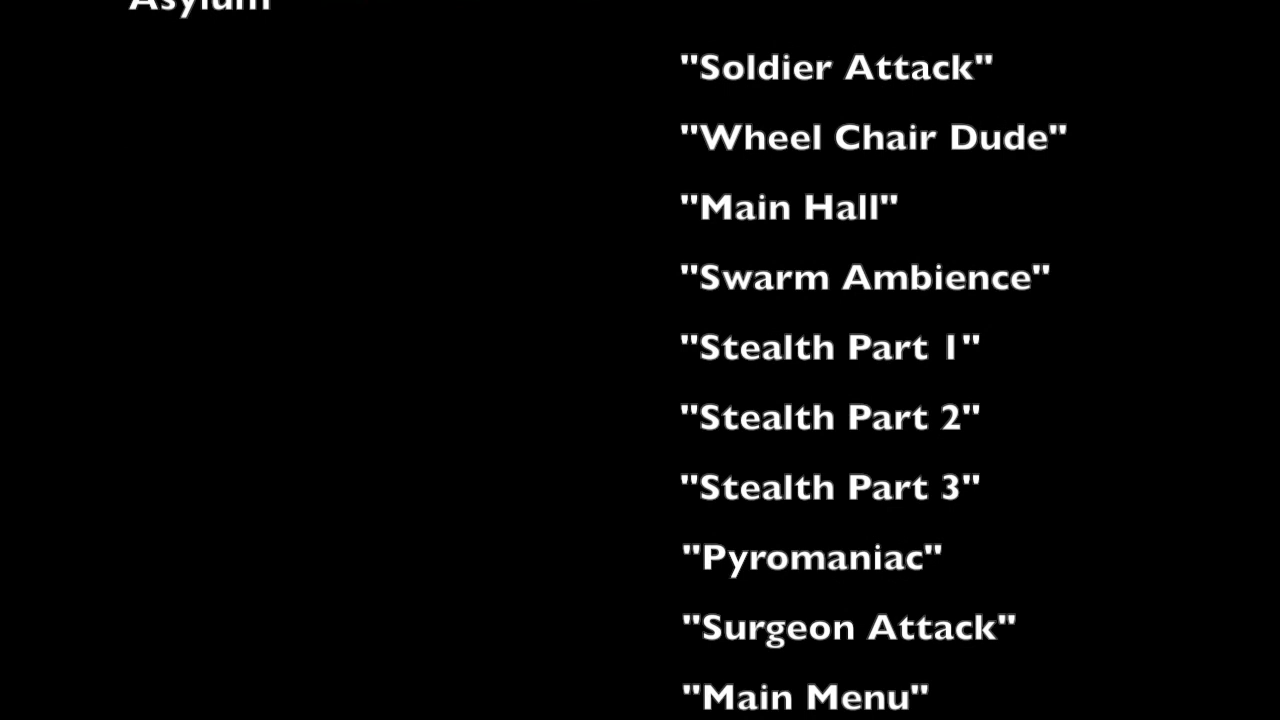 Asylum
"Soldier Attack"
"Wheel Chair Dude"
"Main Hall"
"Swarm Ambience"
"Stealth Part 1"
"Stealth Part 2"
"Stealth Part 3"
"Pyromaniac"
"Surgeon Attack"
"Main Menu"